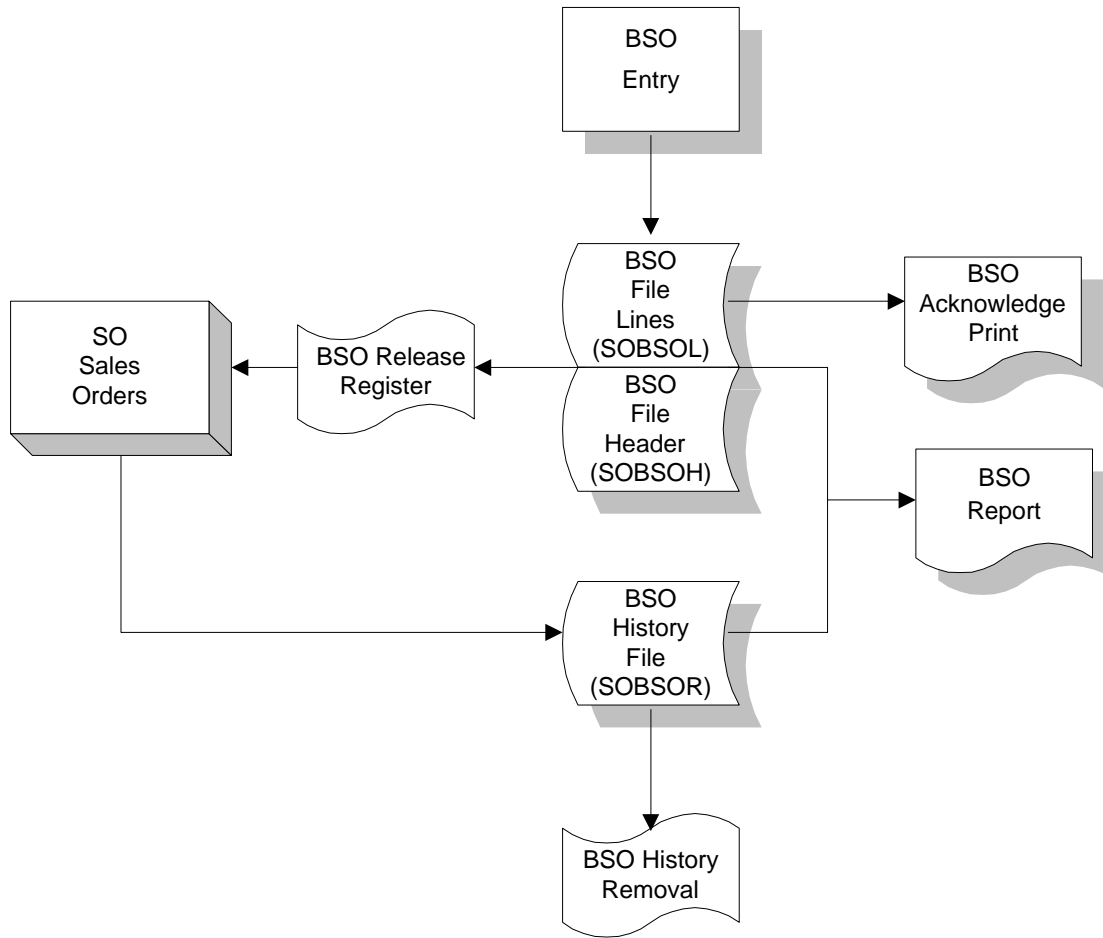 BSO
Entry
BSO
File
Lines
(SOBSOL)
BSO
Acknowledge
Print
SO
Sales
Orders
BSO Release
Register
BSO
File
Header
(SOBSOH)
BSO
Report
BSO
History
File
(SOBSOR)
BSO History
Removal